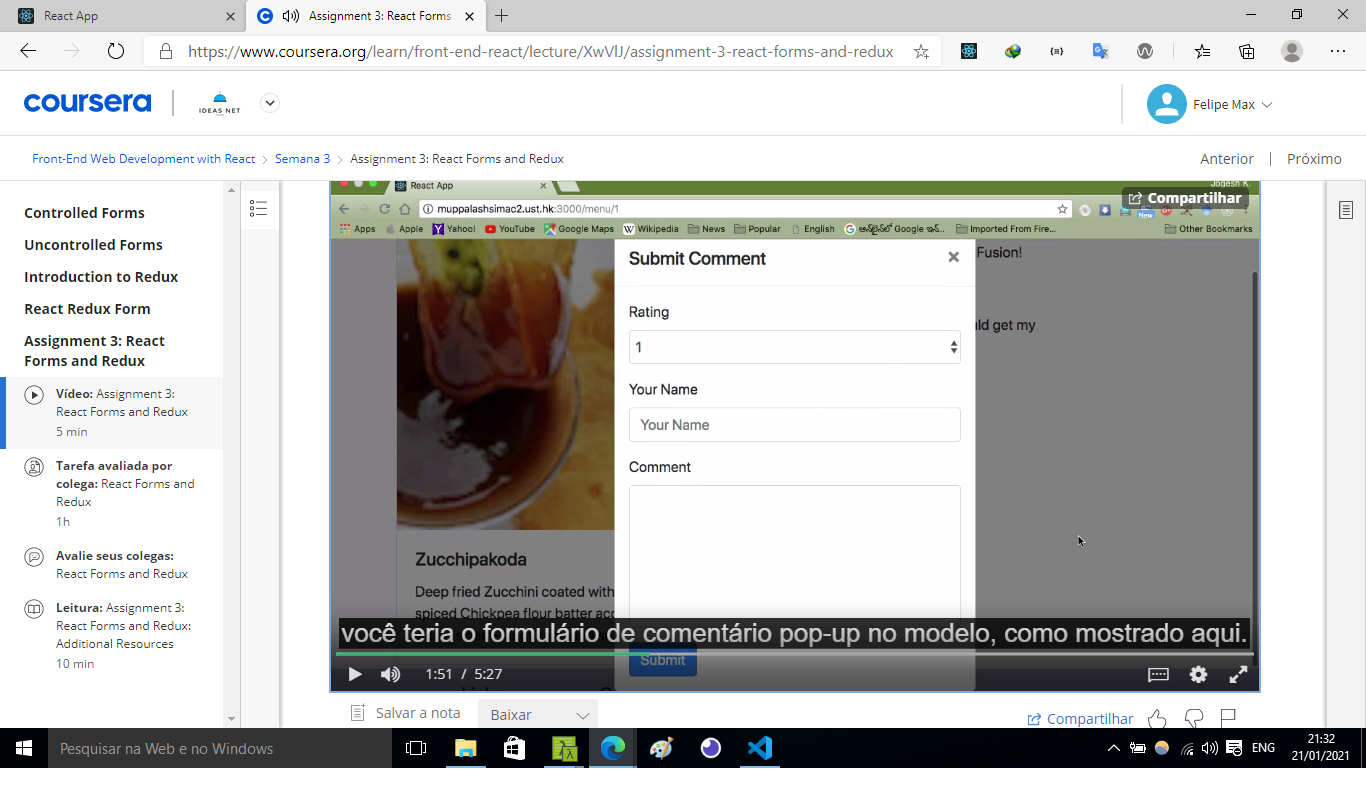 React App
Assignment 3: React Forms
https://www.coursera.org/learn/front-end-react/lecture/XwVlJ/assignment-3-react-forms-and-redux
coursera
IDEAS NET
Felipe Max
Front-End Web Development with React
Semana 3
Assignment 3: React Forms and Redux
Anterior | Próximo
Controlled Forms
Uncontrolled Forms
Introduction to Redux
React Redux Form
Assignment 3: React
Forms and Redux
Vídeo: Assignment 3:
React Forms and Redux
5 min
Tarefa avaliada por
colega: React Forms and
Redux
1h
Avalie seus colegas:
React Forms and Redux
Leitura: Assignment 3:
React Forms and Redux:
Additional Resources
10 min
React App
Jogesh K.
muppalashsimac2.ust.hk:3000/menu/1
Compartilhar
New
Apps
Apple
Yahoo!
YouTube
Google Maps
Wikipedia
News
Popular
English
Google
Imported From Fire...
Other Bookmarks
Submit Comment
Fusion!
Rating
ld get my
1
Your Name
Your Name
Comment
Zucchipakoda
Deep fried Zucchini coated with
spiced Chickpea flour batter acc
você teria o formulário de comentário pop-up no modelo, como mostrado aqui.
Submit
1:51 / 5:27
Salvar a nota
Baixar
Compartilhar
Pesquisar na Web e no Windows
ENG
21:32
21/01/2021